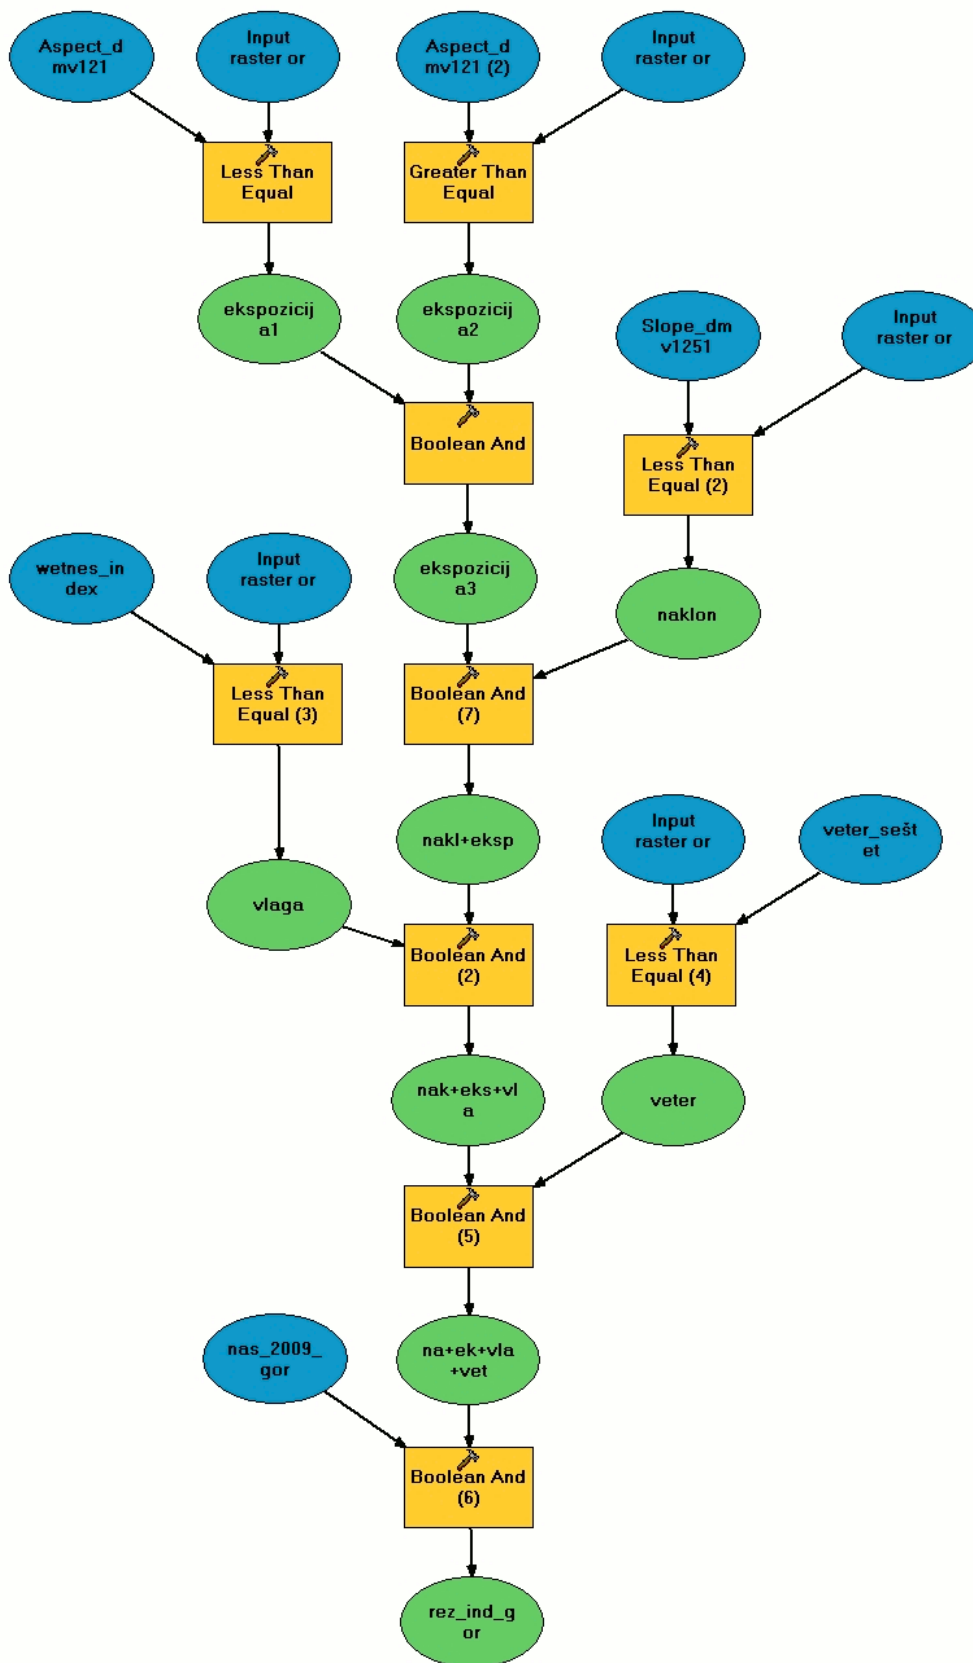 Aspect_d
mv121
Input
raster or
Aspect_d
mv121 (2)
Input
raster or
Less Than
Equal
Greater Than
Equal
ekspozicij
a1
ekspozicij
a2
Slope_dm
v1251
Input
raster or
Boolean And
Less Than
Equal (2)
wetnes_in
dex
Input
raster or
ekspozicij
a3
naklon
Less Than
Equal (3)
Boolean And
(7)
nakl+eksp
Input
raster or
veter_sešt
et
vlaga
Boolean And
(2)
Less Than
Equal (4)
nak+eks+vl
a
veter
Boolean And
(5)
nas_2009_
gor
na+ek+vla
+vet
Boolean And
(6)
rez_ind_g
or